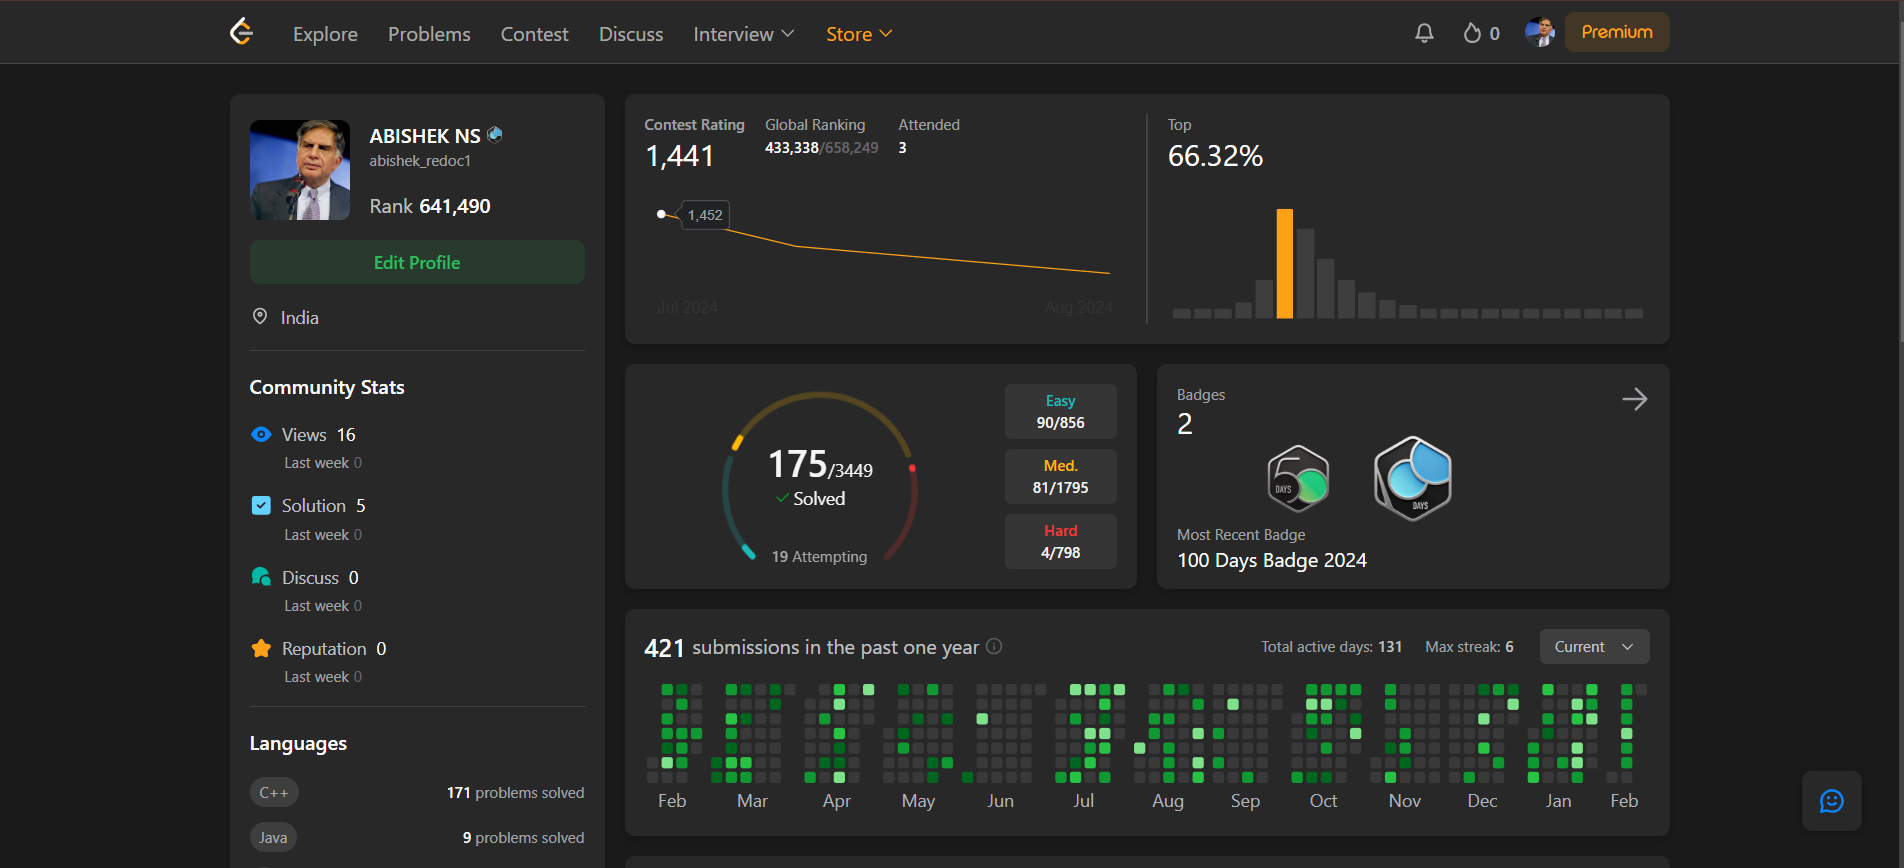 Explore Problems Contest Discuss Interview Store 0 Premium
ABISHEK NS
abishek_redoc1
Rank 641,490
Edit Profile
India
Community Stats
Views 16
Last week 0
Solution 5
Last week 0
Discuss 0
Last week 0
Reputation 0
Last week 0
Languages
C++ 171 problems solved
Java 9 problems solved
Contest Rating
1,441
Global Ranking
433,338/658,249
Attended
3
1,452
Jul 2024 Aug 2024
Top
66.32%
175/3449
Solved
19 Attempting
Easy
90/856
Med.
81/1795
Hard
4/798
Badges
2
50
DAYS
DAYS
Most Recent Badge
100 Days Badge 2024
421 submissions in the past one year
Total active days: 131 Max streak: 6 Current
Feb Mar Apr May Jun Jul Aug Sep Oct Nov Dec Jan Feb